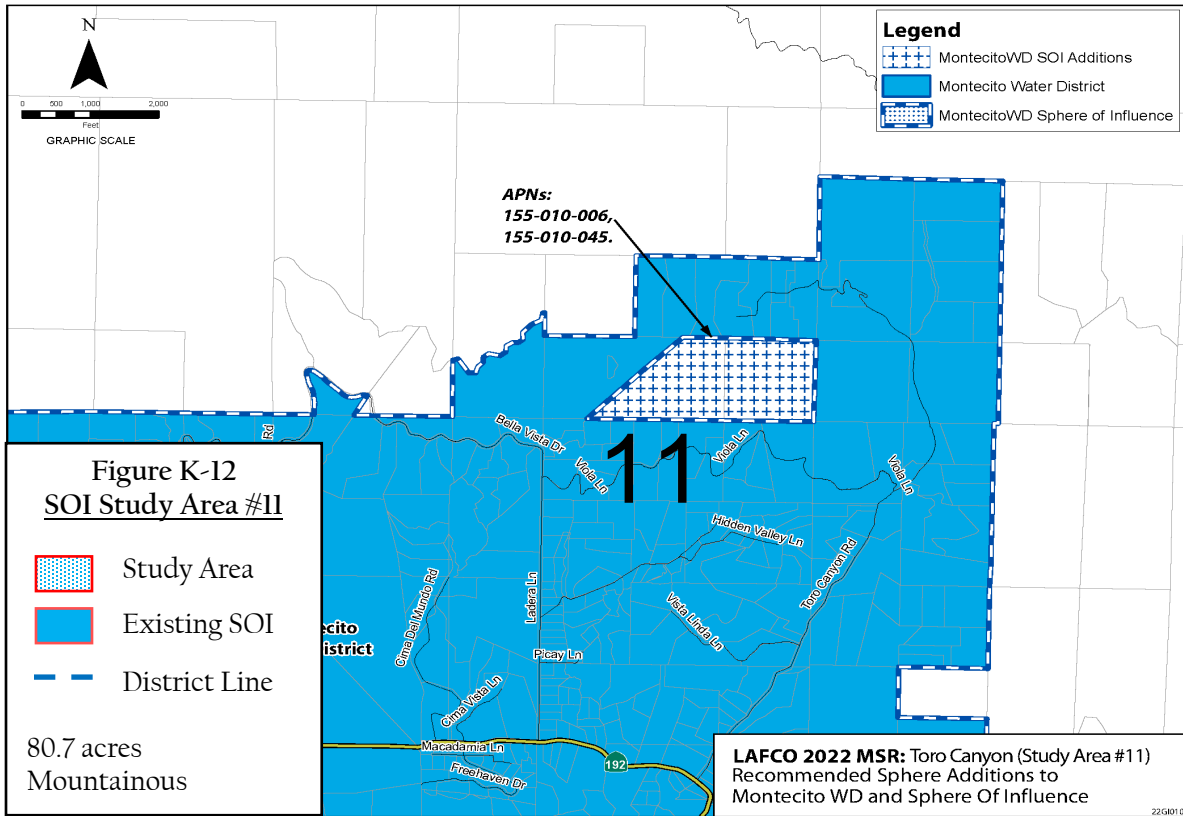 N
0 500 1,000 2,000
Feet
GRAPHIC SCALE
Legend
MontecitoWD SOI Additions
Montecito Water District
MontecitoWD Sphere of Influence
APNs:
155-010-006,
155-010-045.
Rd
Bella Vista Dr
Viola Ln
11
Viola Ln
Viola Ln
Hidden Valley Ln
Toro Canyon Rd
Ladera Ln
Cima Del Mundo Rd
Vista Linda Ln
Picay Ln
Cima Vista Ln
Macadamia Ln
Freehaven Dr
192
ecito
istrict
Figure K-12
SOI Study Area #11
Study Area
Existing SOI
District Line
80.7 acres
Mountainous
LAFCO 2022 MSR: Toro Canyon (Study Area #11)
Recommended Sphere Additions to
Montecito WD and Sphere Of Influence
22GI010